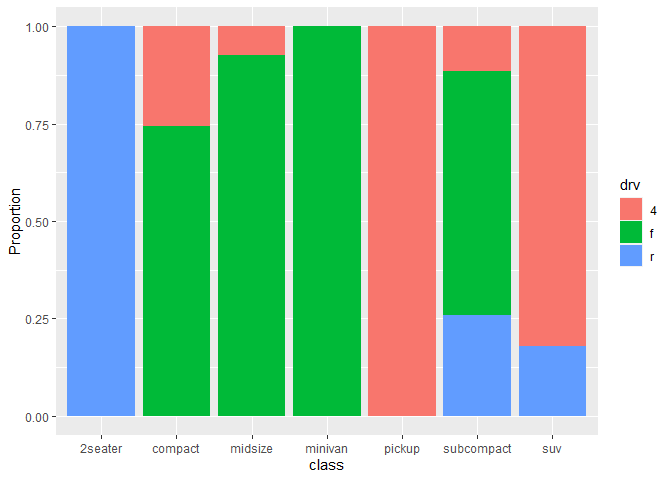 1.00
0.75
0.50
0.25
0.00
Proportion
2seater compact midsize minivan pickup subcompact suv
class
drv
4
f
r